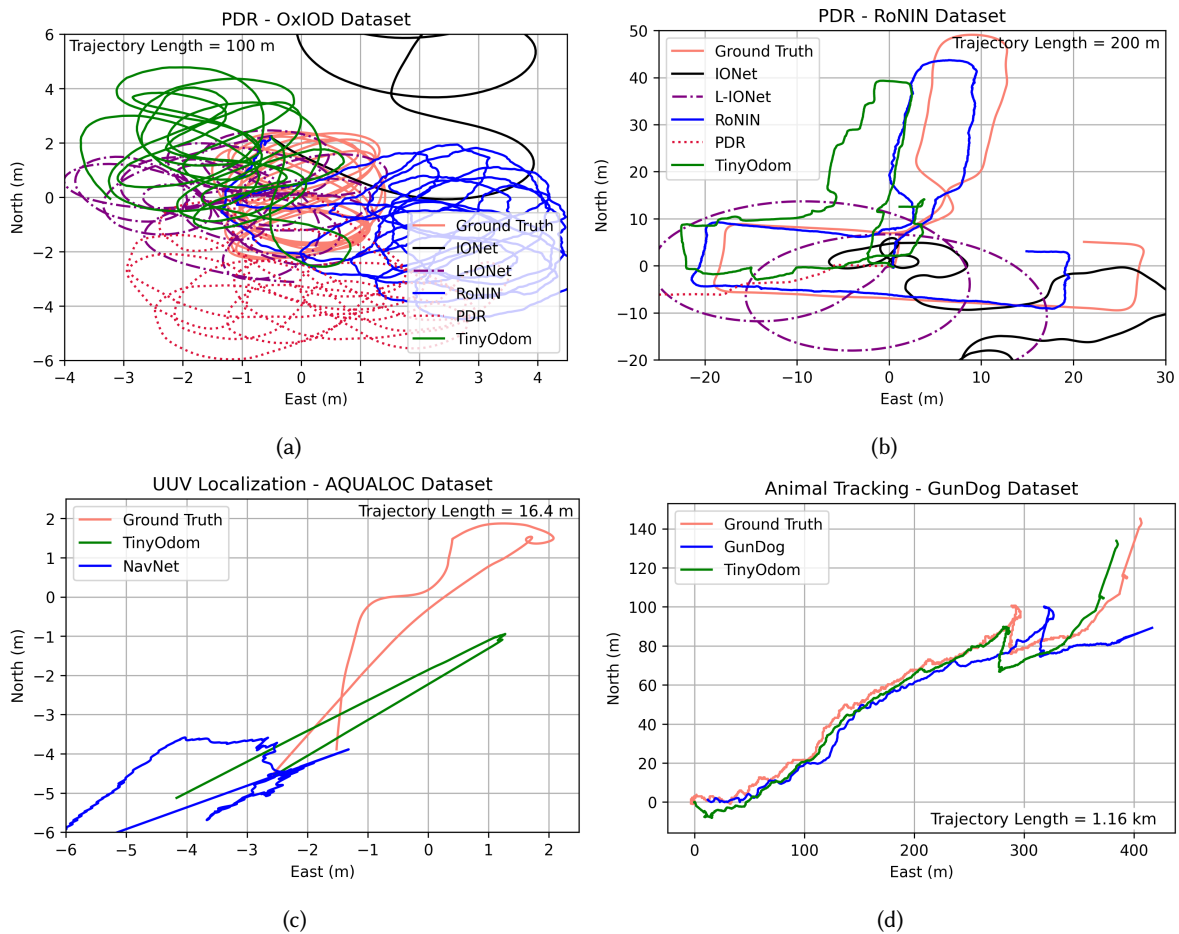 PDR - OxIOD Dataset
Trajectory Length = 100 m
6
4
2
0
−2
−4
−6
North (m)
Ground Truth
IONet
L-IONet
RoNIN
PDR
TinyOdom
−4 −3 −2 −1 0 1 2 3 4
East (m)
(a)
PDR - RoNIN Dataset
Trajectory Length = 200 m
50
40
30
20
10
0
−10
−20
North (m)
Ground Truth
IONet
L-IONet
RoNIN
PDR
TinyOdom
−20 −10 0 10 20 30
East (m)
(b)
UUV Localization - AQUALOC Dataset
Trajectory Length = 16.4 m
2
1
0
−1
−2
−3
−4
−5
−6
North (m)
Ground Truth
TinyOdom
NavNet
−6 −5 −4 −3 −2 −1 0 1 2
East (m)
(c)
Animal Tracking - GunDog Dataset
140
120
100
80
60
40
20
0
North (m)
Ground Truth
GunDog
TinyOdom
Trajectory Length = 1.16 km
0 100 200 300 400
East (m)
(d)